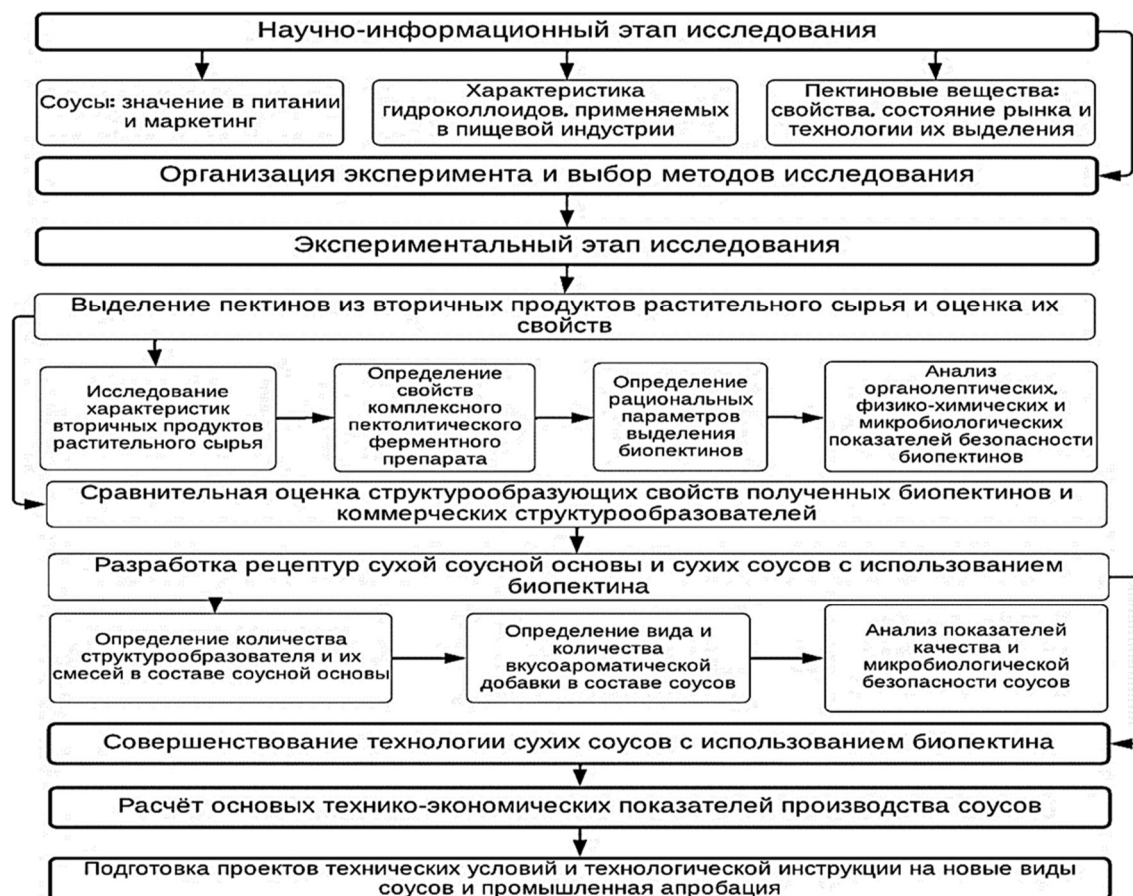 Научно-информационный этап исследования
Соусы: значение в питании
и маркетинг
Характеристика
гидроколлоидов, применяемых
в пищевой индустрии
Пектиновые вещества:
свойства, состояние рынка и
технологии их выделения
Организация эксперимента и выбор методов исследования
Экспериментальный этап исследования
Выделение пектинов из вторичных продуктов растительного сырья и оценка их
свойств
Исследование
характеристик
вторичных продуктов
растительного сырья
Определение
свойств
комплексного
пектолитического
ферментного
препарата
Определение
рациональных
параметров
выделения
биопектинов
Анализ
органолептических,
физико-химических и
микробиологических
показателей безопасности
биопектинов
Сравнительная оценка структурообразующих свойств полученных биопектинов и
коммерческих структурообразователей
Разработка рецептур сухой соусной основы и сухих соусов с использованием
биопектина
Определение количества
структурообразователя и их
смесей в составе соусной основы
Определение вида и
количества
вкусоароматической
добавки в составе соусов
Анализ показателей
качества и
микробиологической
безопасности соусов
Совершенствование технологии сухих соусов с использованием биопектина
Расчёт основых технико-экономических показателей производства соусов
Подготовка проектов технических условий и технологической инструкции на новые виды
соусов и промышленная апробация